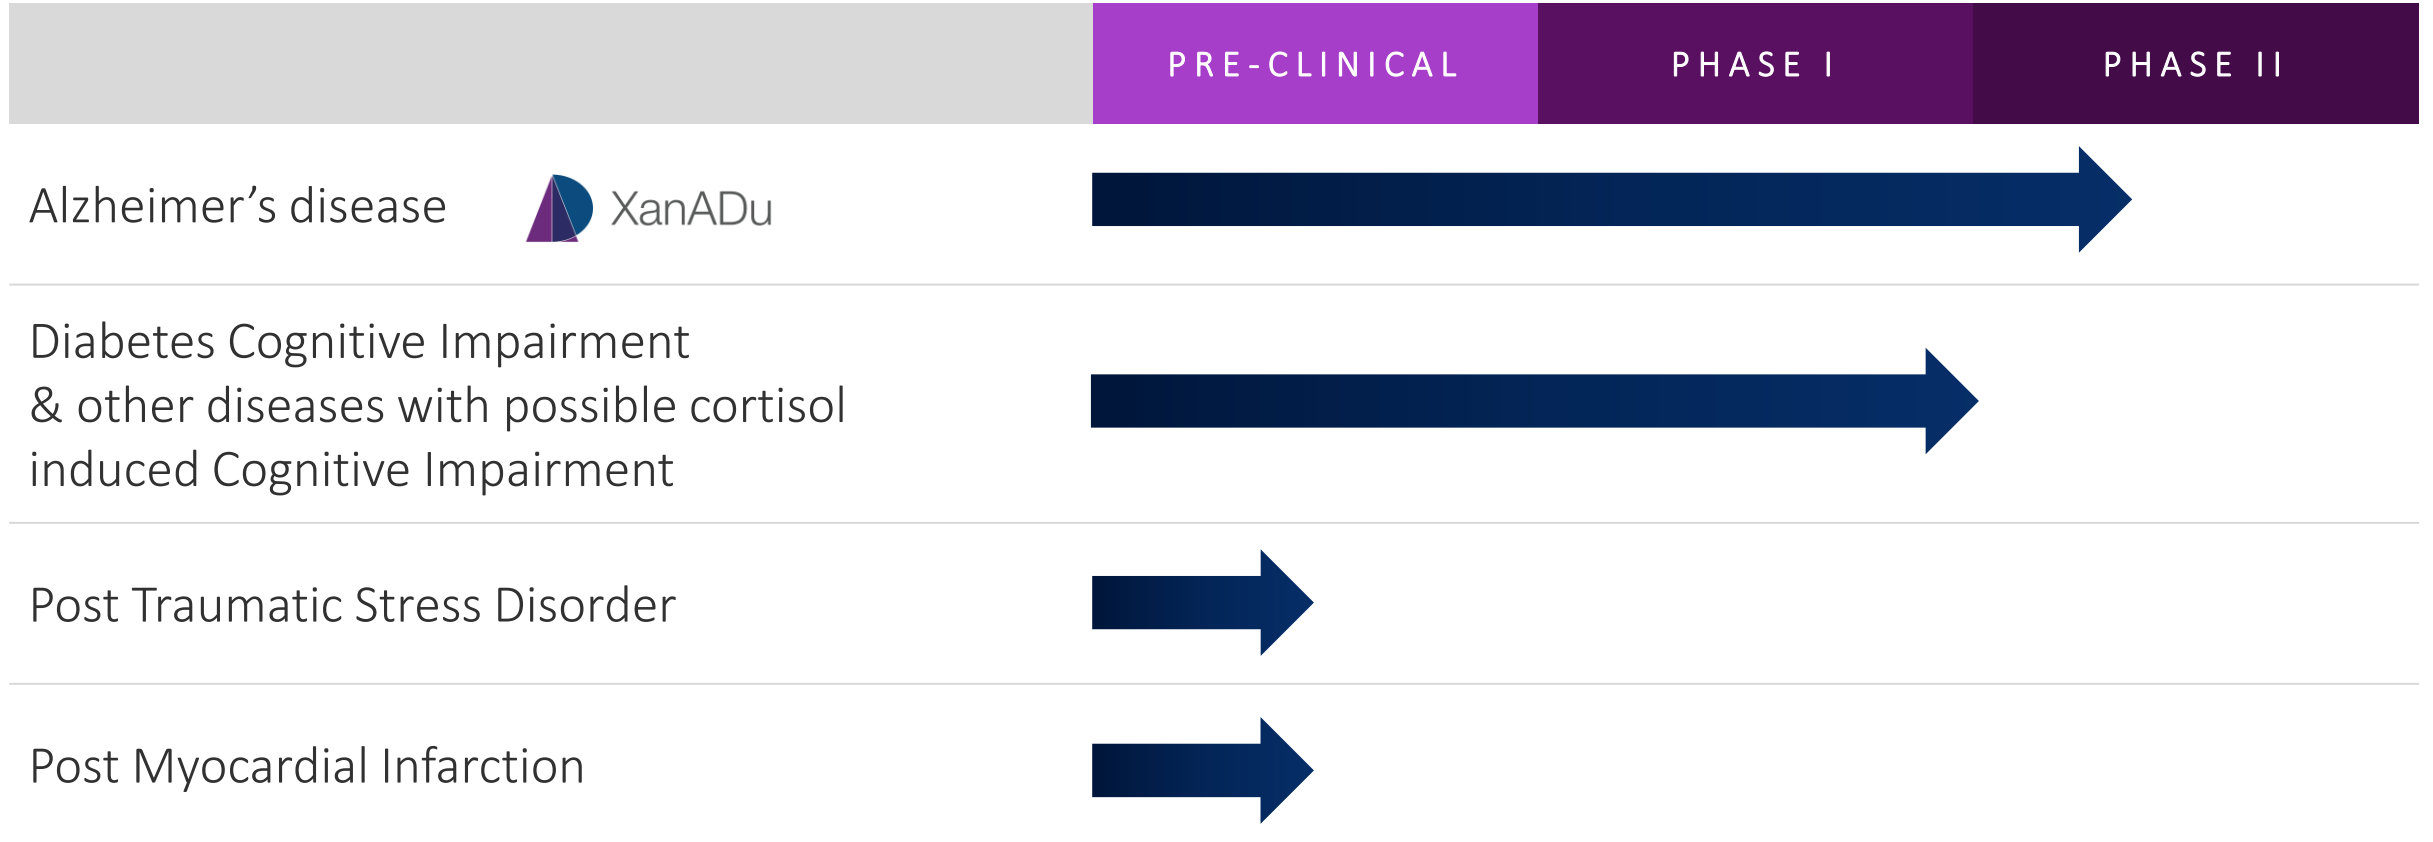 PRE-CLINICAL PHASE I PHASE II
Alzheimer’s disease XanADu
Diabetes Cognitive Impairment
& other diseases with possible cortisol
induced Cognitive Impairment
Post Traumatic Stress Disorder
Post Myocardial Infarction